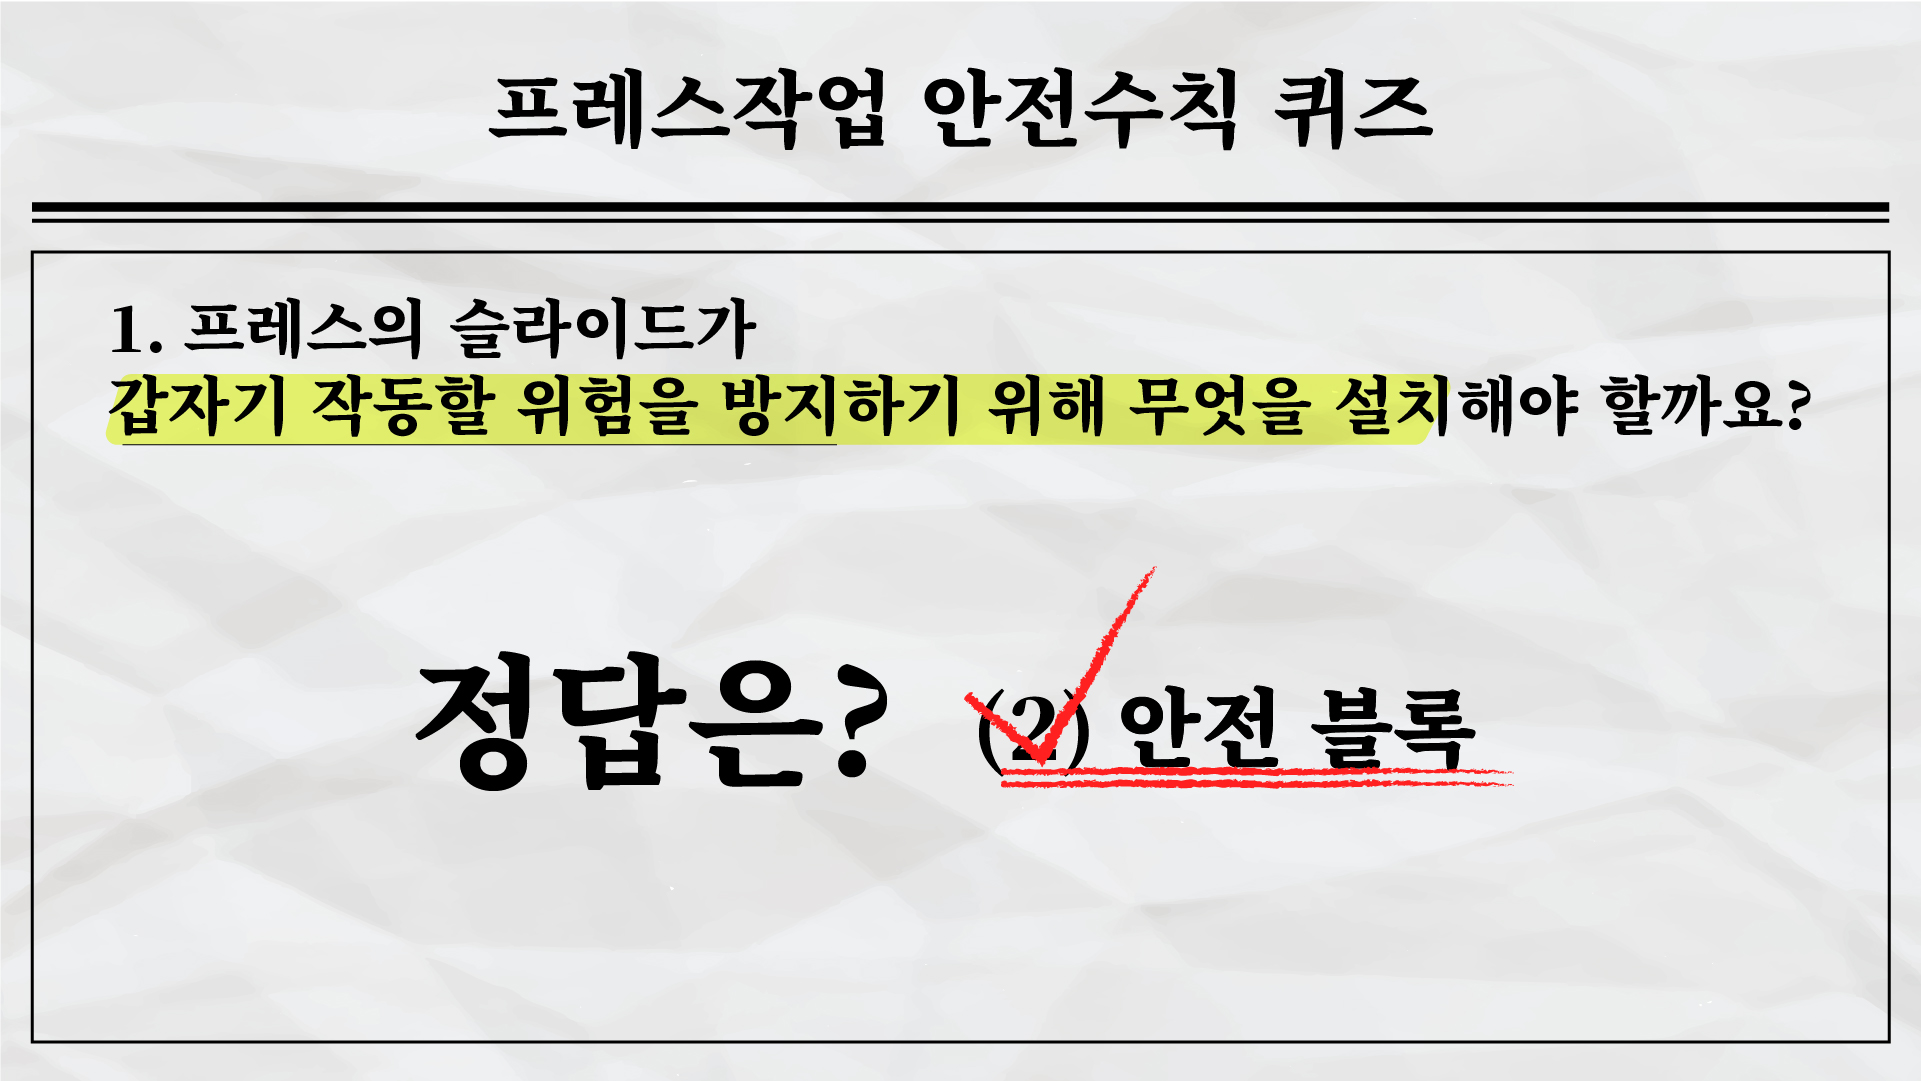 프레스작업 안전수칙 퀴즈
1. 프레스의 슬라이드가
갑자기 작동할 위험을 방지하기 위해 무엇을 설치해야 할까요?
정답은? (2) 안전 블록